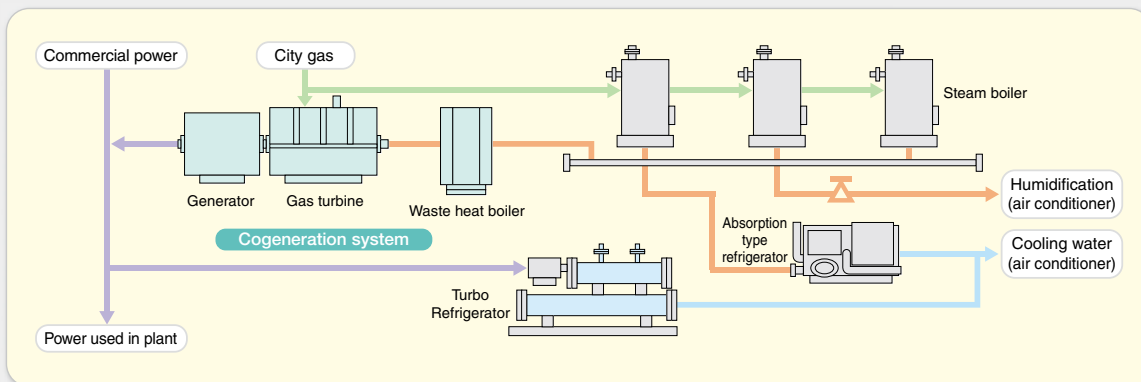 Commercial power
City gas
Steam boiler
Generator
Gas turbine
Waste heat boiler
Humidification
(air conditioner)
Cogeneration system
Absorption
type
refrigerator
Cooling water
(air conditioner)
Turbo
Refrigerator
Power used in plant